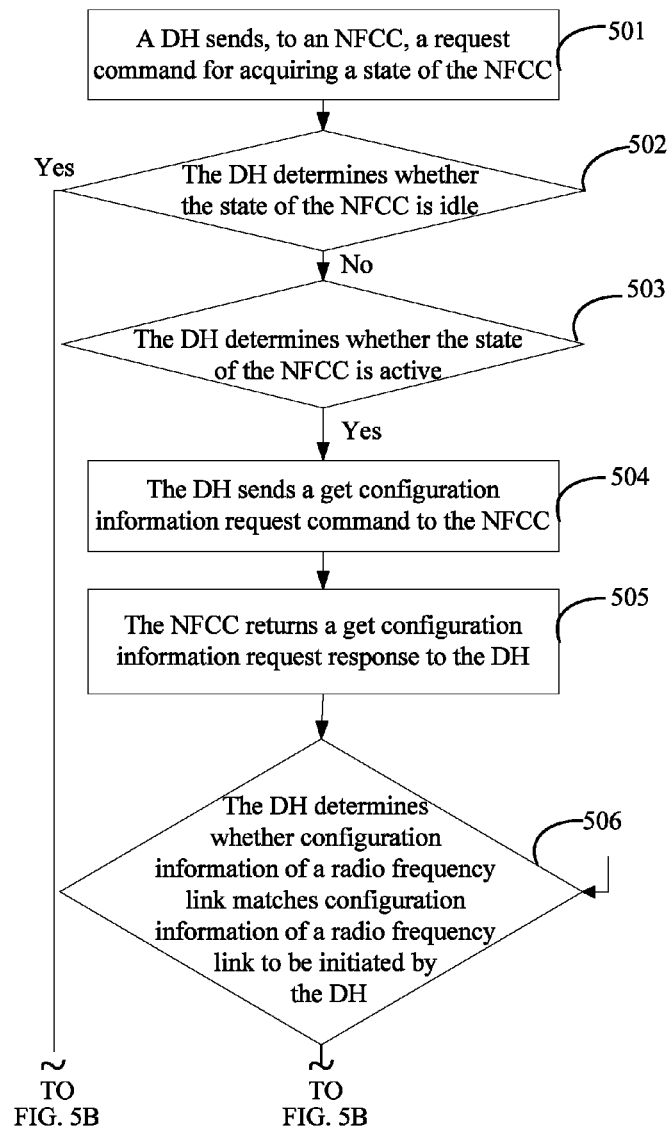 A DH sends, to an NFCC, a request
command for acquiring a state of the NFCC
501
Yes
The DH determines whether
the state of the NFCC is idle
502
No
The DH determines whether the state
of the NFCC is active
503
Yes
The DH sends a get configuration
information request command to the NFCC
504
The NFCC returns a get configuration
information request response to the DH
505
The DH determines
whether configuration
information of a radio frequency
link matches configuration
information of a radio frequency
link to be initiated by
the DH
506
TO
FIG. 5B
TO
FIG. 5B